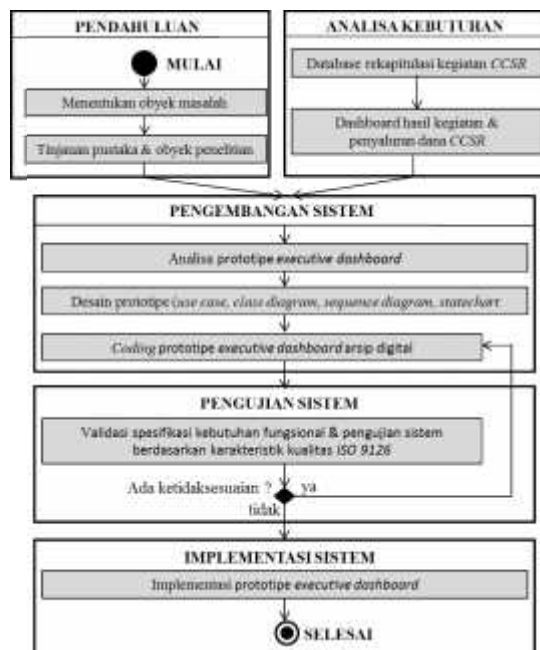 PENDAHULUAN
MULAI
Menentukan obyek masalah
Tinjauan pustaka & obyek penelitian
ANALISA KEBUTUHAN
Database rekapitulasi kegiatan CCSR
Dashboard hasil kegiatan &
penyaluran dana CCSR
PENGEMBANGAN SISTEM
Analisa prototipe executive dashboard
Desain prototipe (use case, class diagram, sequence diagram, statechart
Coding prototipe executive dashboard arsip digital
PENGUJIAN SISTEM
Validasi spesifikasi kebutuhan fungsional & pengujian sistem
berdasarkan karakteristik kualitas ISO 9126
Ada ketidaksesuaian ? ya
tidak
IMPLEMENTASI SISTEM
Implementasi prototipe executive dashboard
SELESAI